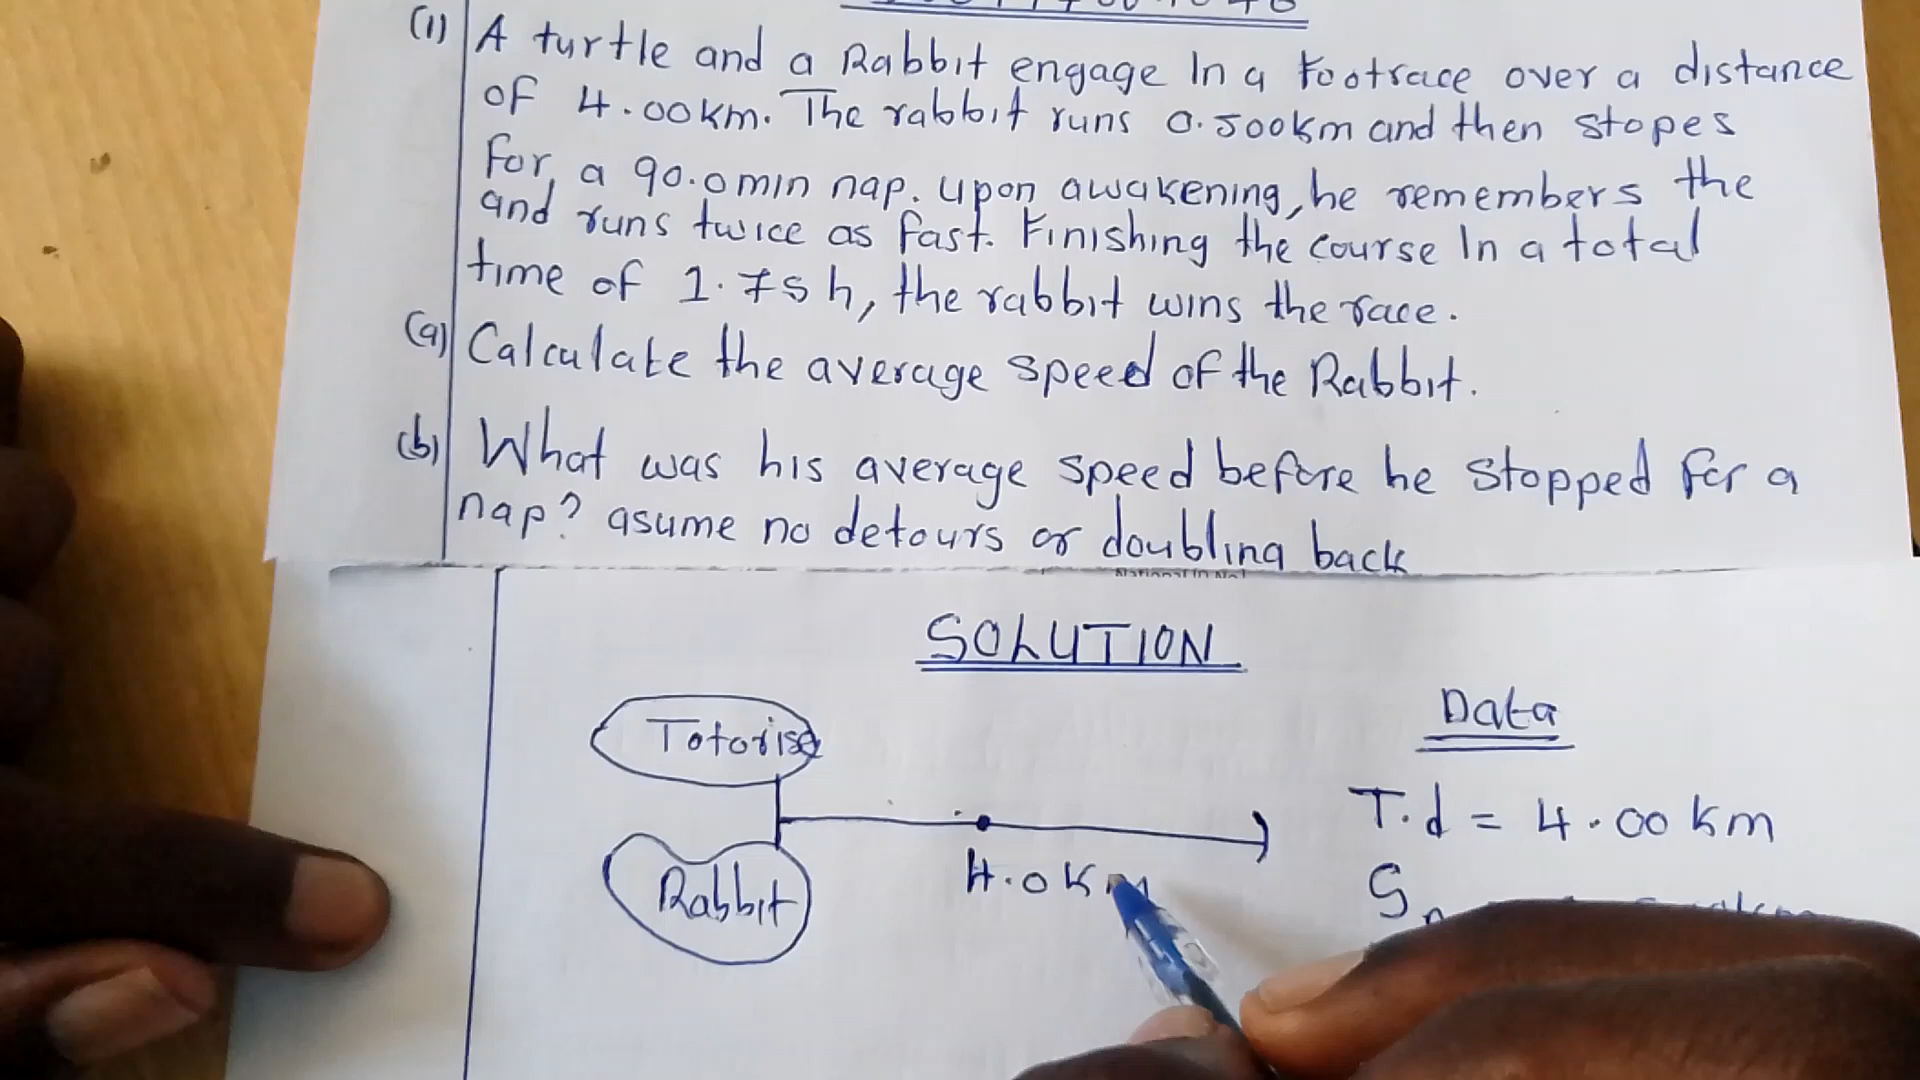 (1) A turtle and a Rabbit engage In a footrace over a distance
of 4.00km. The rabbit runs 0.500km and then stopes
for a 90.0min nap. upon awakening, he remembers the
and runs twice as fast. Finishing the course In a total
time of 1.75h, the rabbit wins the race.
(a) Calculate the average speed of the Rabbit.
(b) What was his average speed before he stopped for a
nap? asume no detours or doubling back
SOLUTION
Totorise
Data
T.d = 4.00 km
4.0 Km
Rabbit